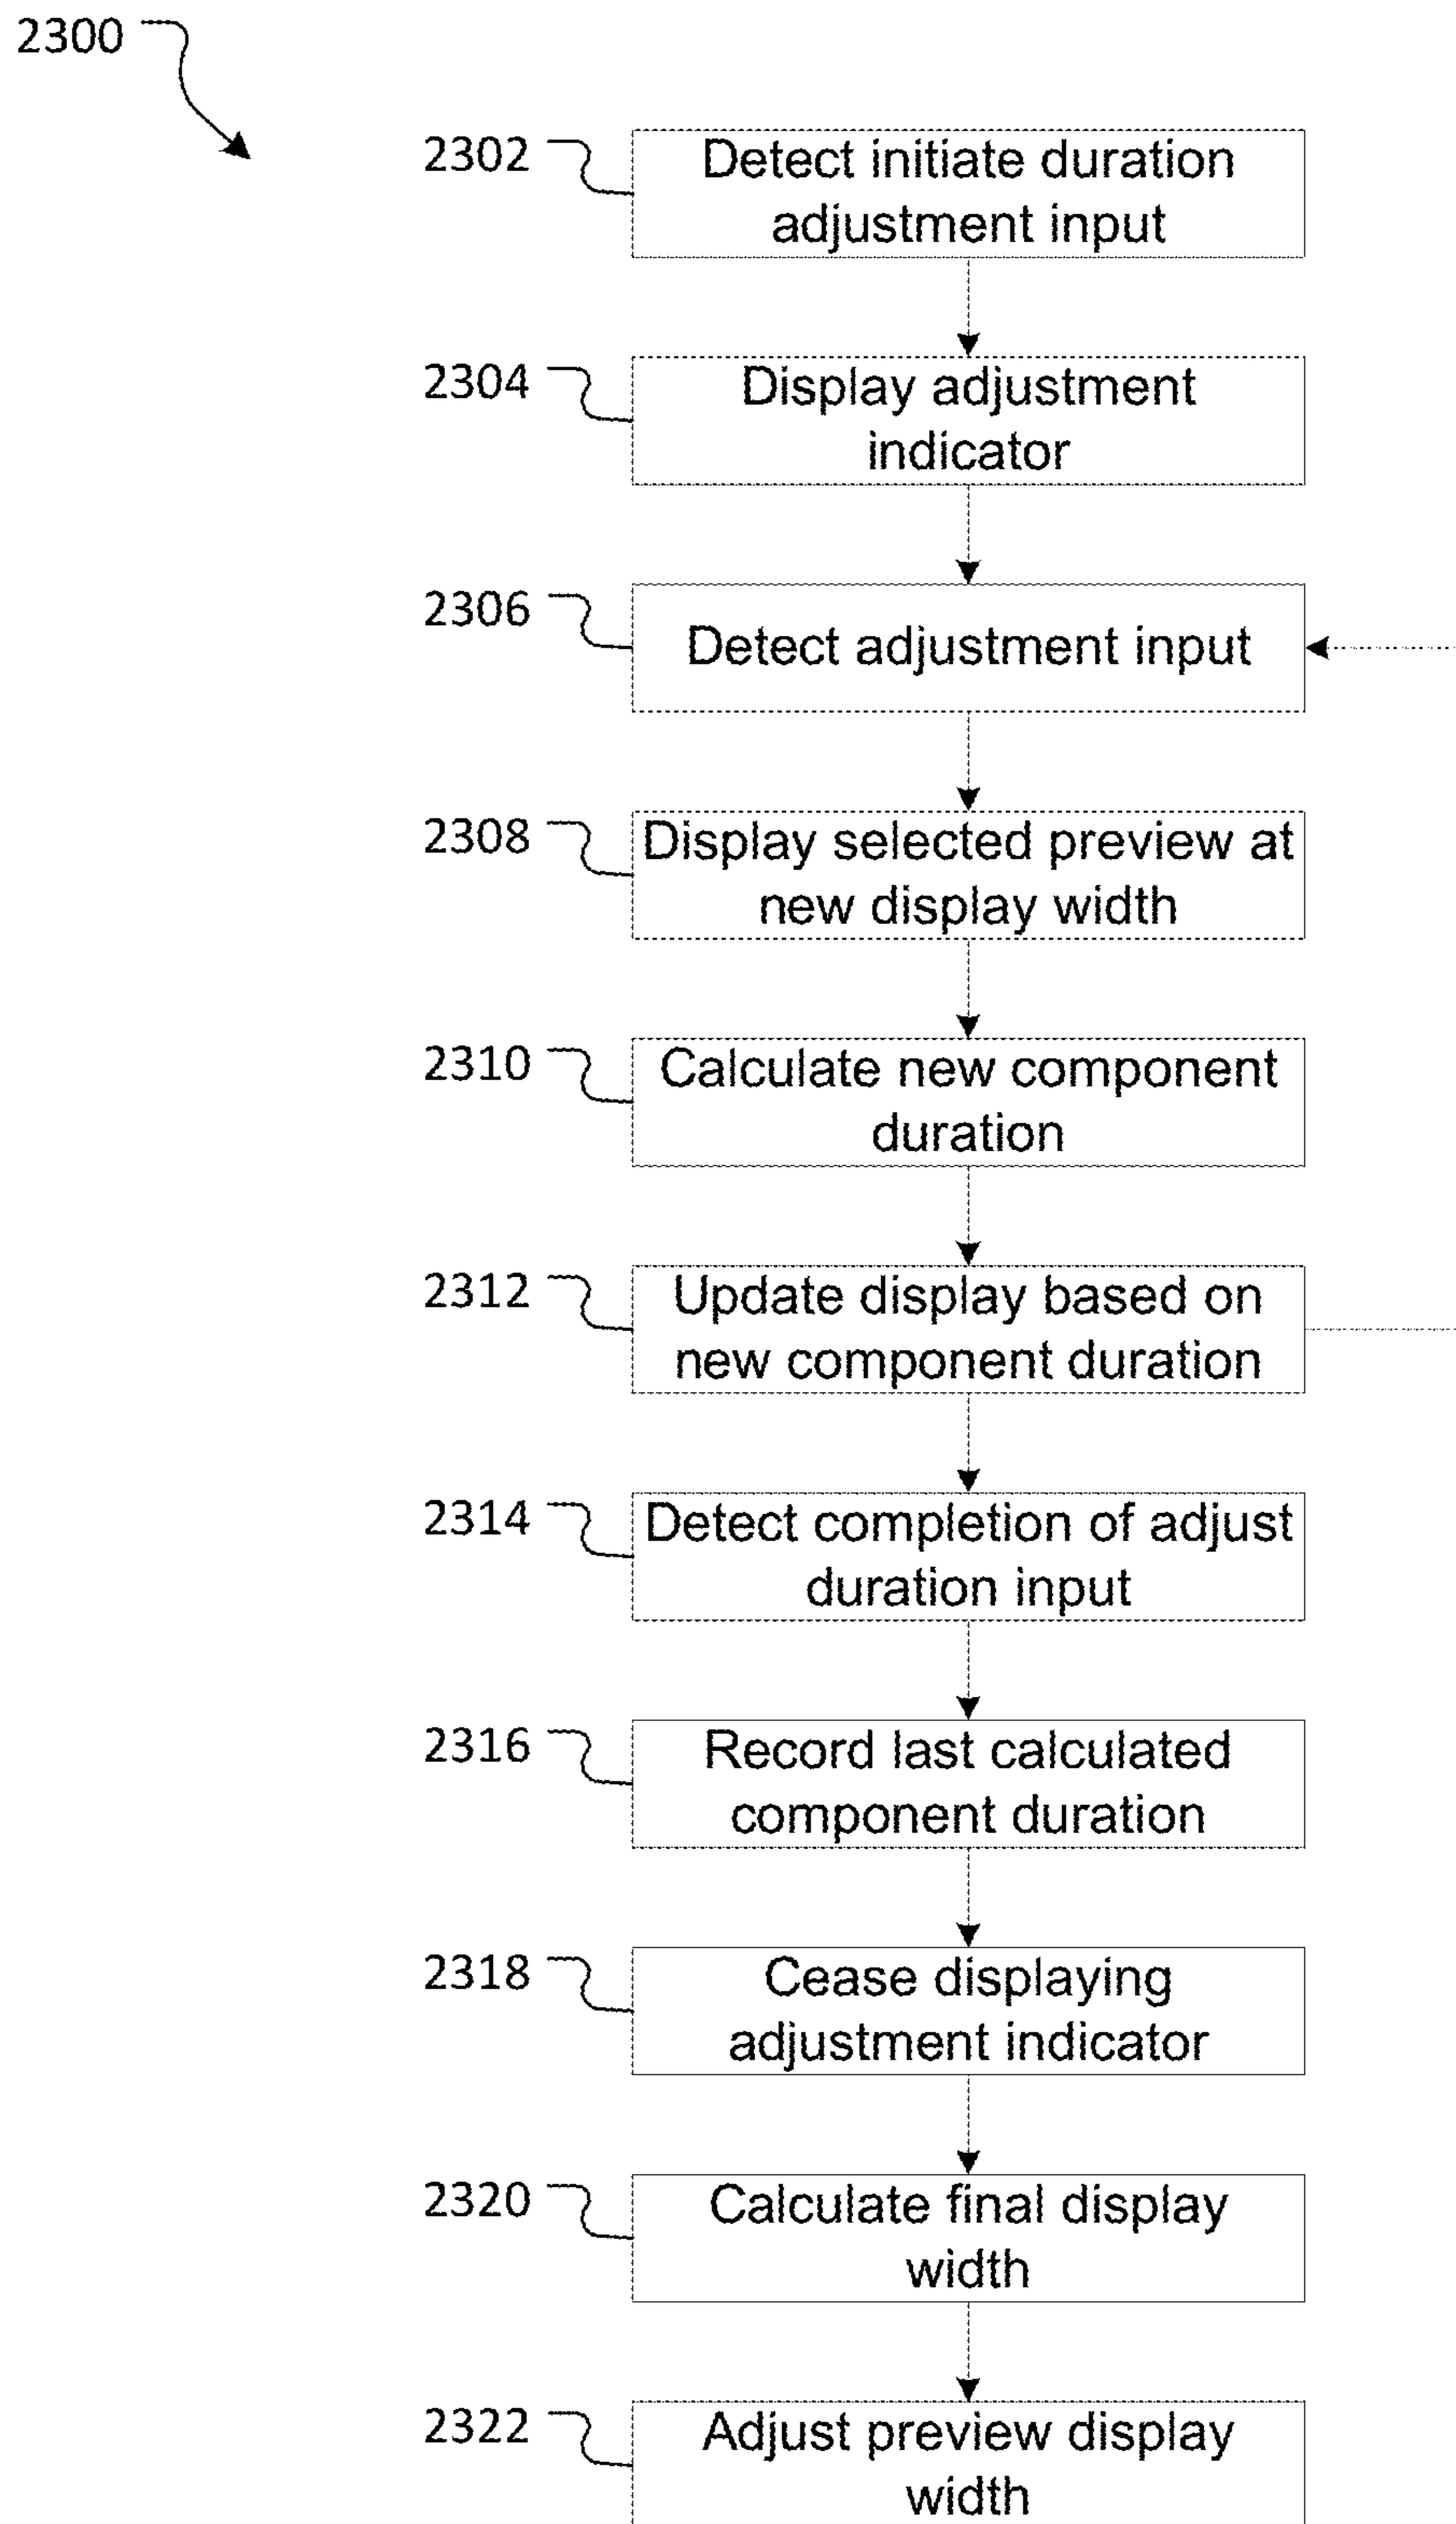 2300
2302
Detect initiate duration
adjustment input
2304
Display adjustment
indicator
2306
Detect adjustment input
2308
Display selected preview at
new display width
2310
Calculate new component
duration
2312
Update display based on
new component duration
2314
Detect completion of adjust
duration input
2316
Record last calculated
component duration
2318
Cease displaying
adjustment indicator
2320
Calculate final display
width
2322
Adjust preview display
width